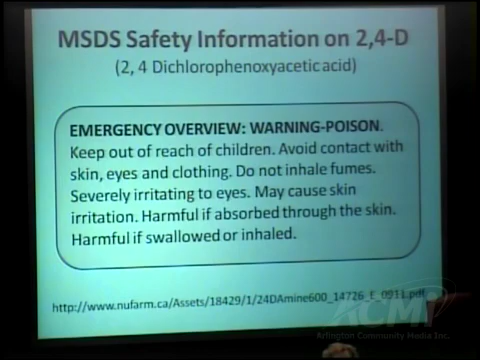 MSDS Safety Information on 2,4-D
(2, 4 Dichlorophenoxyacetic acid)
EMERGENCY OVERVIEW: WARNING-POISON.
Keep out of reach of children. Avoid contact with
skin, eyes and clothing. Do not inhale fumes.
Severely irritating to eyes. May cause skin
irritation. Harmful if absorbed through the skin.
Harmful if swallowed or inhaled.
http://www.nufarm.ca/Assets/18429/1/24DAmine600_14726_E_0911.pdf
ACMi
Arlington Community Media Inc.